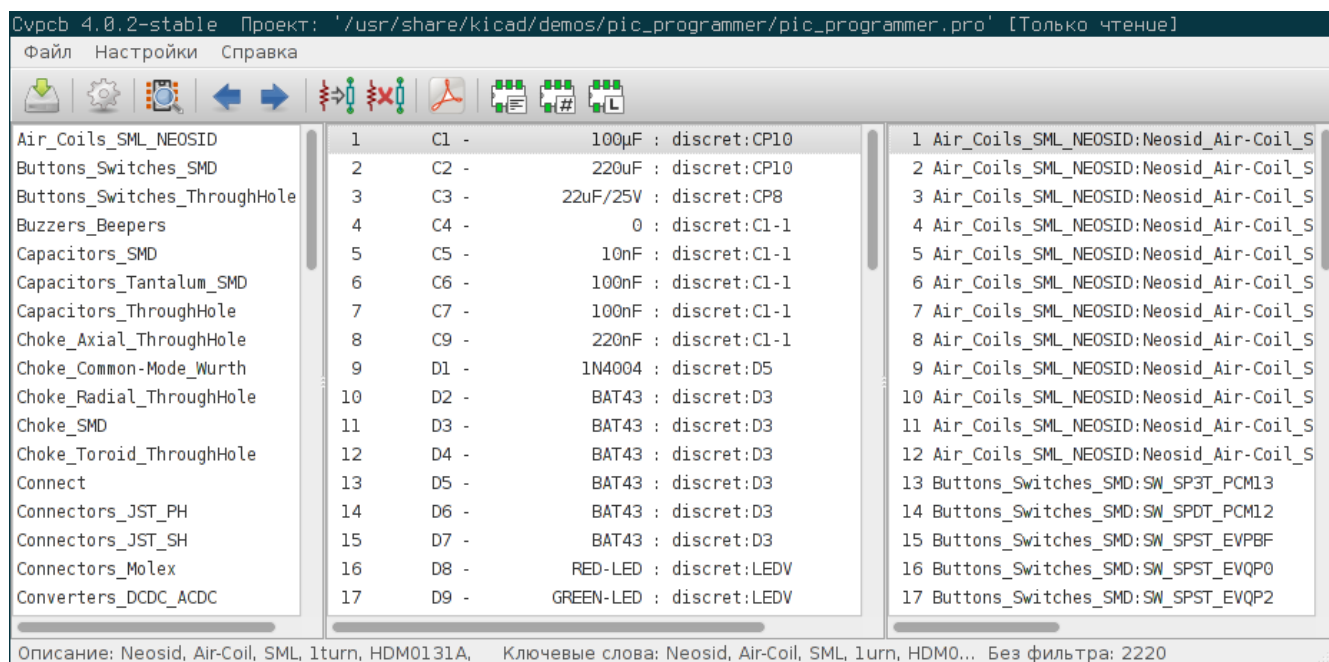 Cvpcb 4.0.2-stable Проект: '/usr/share/kicad/demos/pic_programmer/pic_programmer.pro' [Только чтение]
Файл Настройки Справка
Air_Coils_SML_NEOSID
Buttons_Switches_SMD
Buttons_Switches_ThroughHole
Buzzers_Beepers
Capacitors_SMD
Capacitors_Tantalum_SMD
Capacitors_ThroughHole
Choke_Axial_ThroughHole
Choke_Common-Mode_Wurth
Choke_Radial_ThroughHole
Choke_SMD
Choke_Toroid_ThroughHole
Connect
Connectors_JST_PH
Connectors_JST_SH
Connectors_Molex
Converters_DCDC_ACDC
1 C1 - 100µF : discret:CP10
2 C2 - 220uF : discret:CP10
3 C3 - 22uF/25V : discret:CP8
4 C4 - 0 : discret:C1-1
5 C5 - 10nF : discret:C1-1
6 C6 - 100nF : discret:C1-1
7 C7 - 100nF : discret:C1-1
8 C9 - 220nF : discret:C1-1
9 D1 - 1N4004 : discret:D5
10 D2 - BAT43 : discret:D3
11 D3 - BAT43 : discret:D3
12 D4 - BAT43 : discret:D3
13 D5 - BAT43 : discret:D3
14 D6 - BAT43 : discret:D3
15 D7 - BAT43 : discret:D3
16 D8 - RED-LED : discret:LEDV
17 D9 - GREEN-LED : discret:LEDV
1 Air_Coils_SML_NEOSID:Neosid_Air-Coil_S
2 Air_Coils_SML_NEOSID:Neosid_Air-Coil_S
3 Air_Coils_SML_NEOSID:Neosid_Air-Coil_S
4 Air_Coils_SML_NEOSID:Neosid_Air-Coil_S
5 Air_Coils_SML_NEOSID:Neosid_Air-Coil_S
6 Air_Coils_SML_NEOSID:Neosid_Air-Coil_S
7 Air_Coils_SML_NEOSID:Neosid_Air-Coil_S
8 Air_Coils_SML_NEOSID:Neosid_Air-Coil_S
9 Air_Coils_SML_NEOSID:Neosid_Air-Coil_S
10 Air_Coils_SML_NEOSID:Neosid_Air-Coil_S
11 Air_Coils_SML_NEOSID:Neosid_Air-Coil_S
12 Air_Coils_SML_NEOSID:Neosid_Air-Coil_S
13 Buttons_Switches_SMD:SW_SP3T_PCM13
14 Buttons_Switches_SMD:SW_SPDT_PCM12
15 Buttons_Switches_SMD:SW_SPST_EVPBF
16 Buttons_Switches_SMD:SW_SPST_EVQP0
17 Buttons_Switches_SMD:SW_SPST_EVQP2
Описание: Neosid, Air-Coil, SML, 1turn, HDM0131A, Ключевые слова: Neosid, Air-Coil, SML, 1urn, HDM0... Без фильтра: 2220